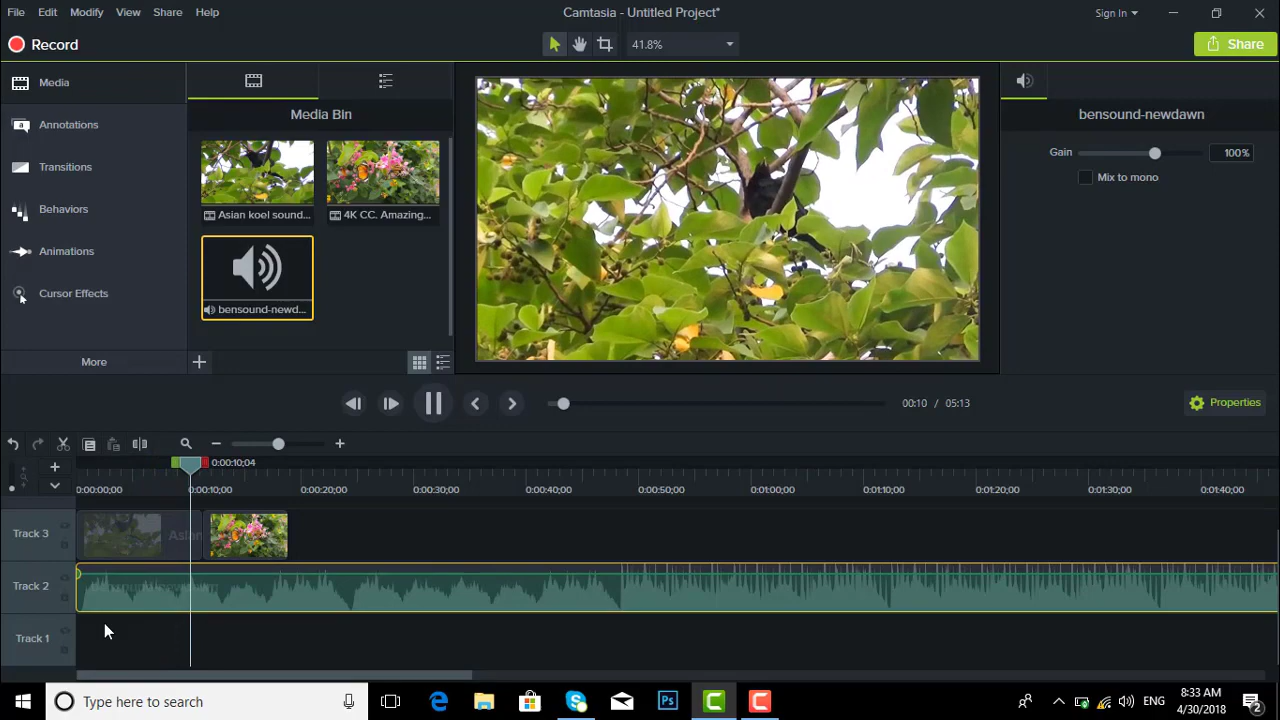 File Edit Modify View Share Help
Camtasia - Untitled Project*
Sign In
Record
41.8%
Share
Media
Annotations
Transitions
Behaviors
Animations
Cursor Effects
More
Media Bin
Asian koel sound...
4K CC. Amazing...
bensound-newd...
bensound-newdawn
Gain
100%
Mix to mono
00:10 / 05:13
Properties
0:00:10;04
0:00:00;00 0:00:10;00 0:00:20;00 0:00:30;00 0:00:40;00 0:00:50;00 0:01:00;00 0:01:10;00 0:01:20;00 0:01:30;00 0:01:40;00
Track 3
Asian
Track 2
Track 1
Type here to search
Ps
ENG
8:33 AM
4/30/2018
2